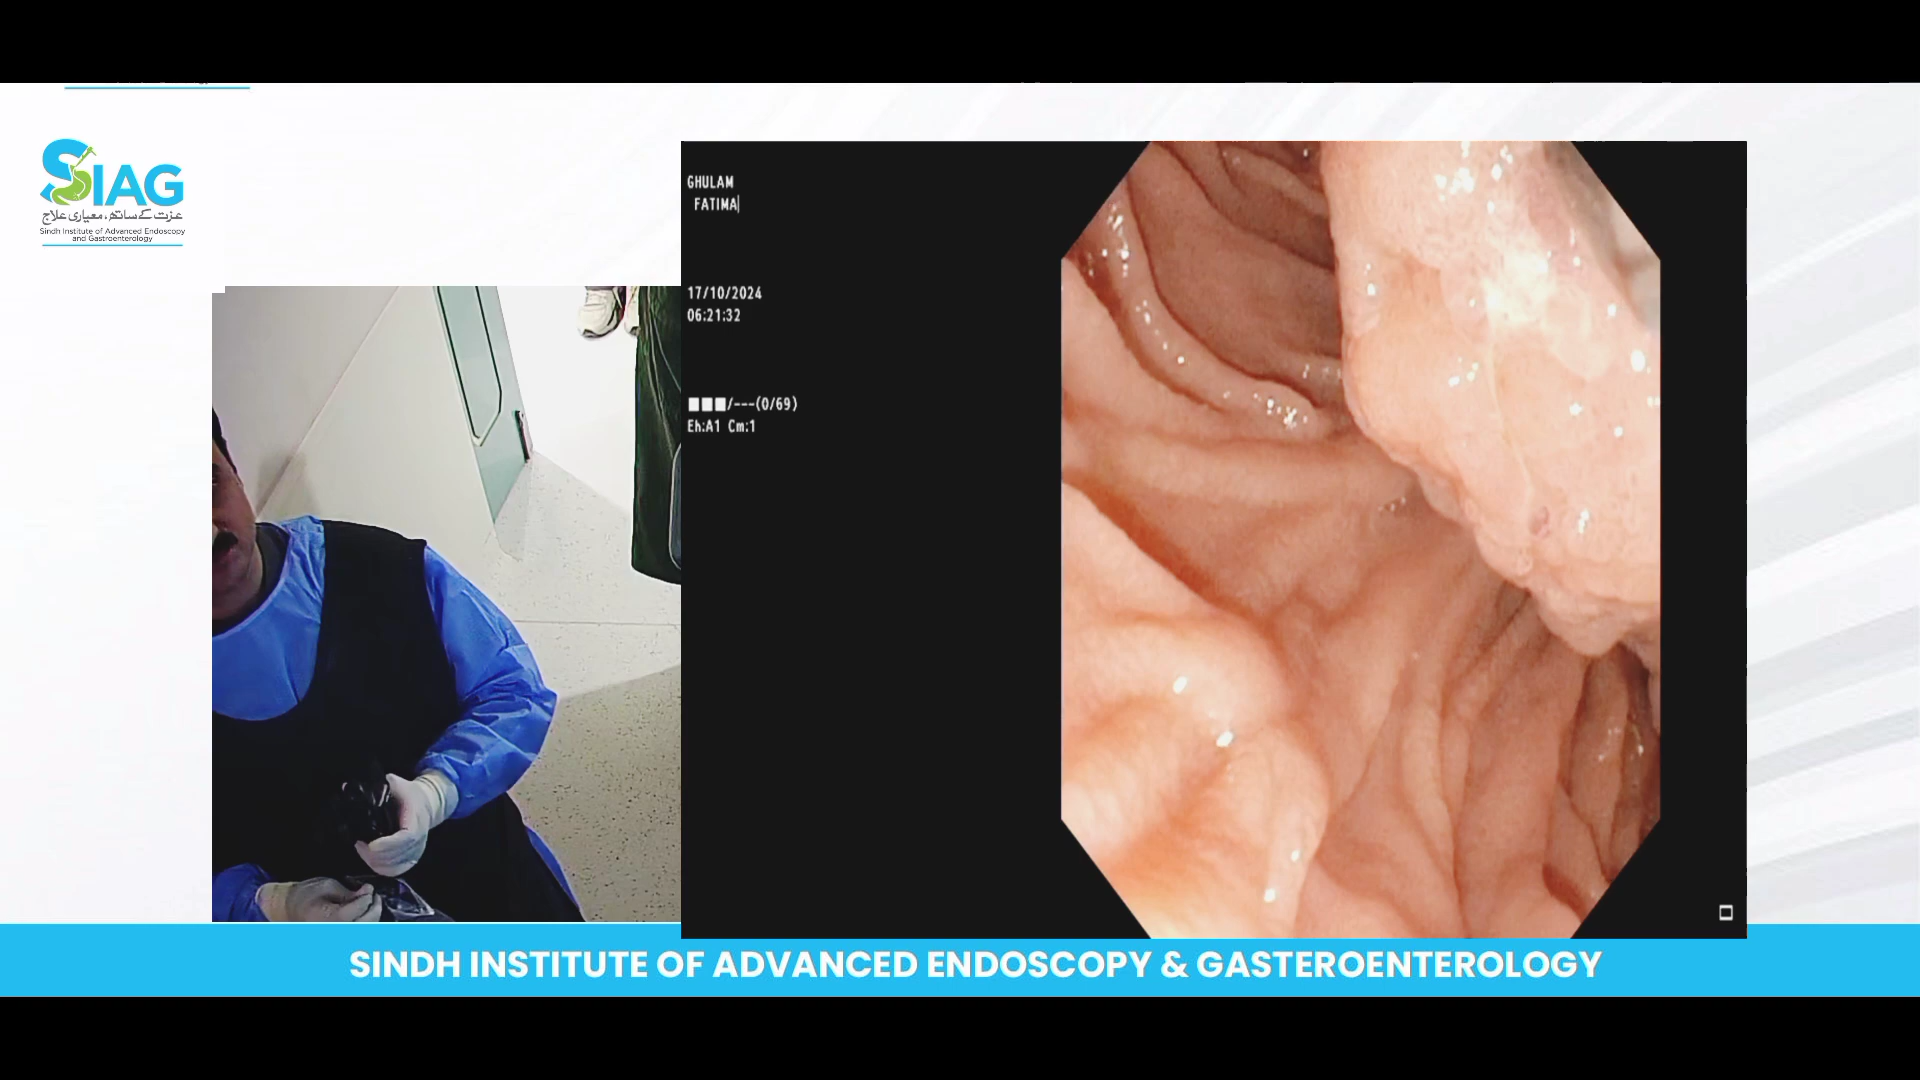 SIAG
عزت کے ساتھ، معیاری علاج
Sindh Institute of Advanced Endoscopy
and Gastroenterology
GHULAM
FATIMA
17/10/2024
06:21:32
■■■/---(0/69)
Eh:A1 Cm:1
SINDH INSTITUTE OF ADVANCED ENDOSCOPY & GASTEROENTEROLOGY